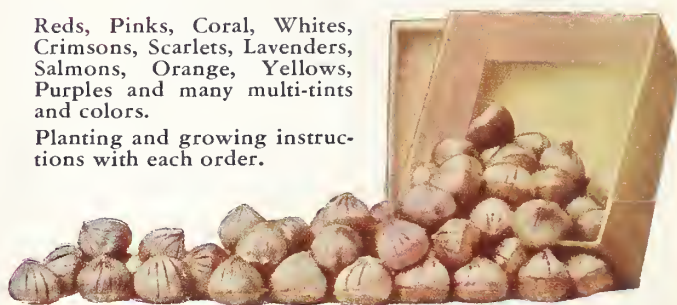 Reds, Pinks, Coral, Whites,
Crimsons, Scarlets, Lavenders,
Salmons, Orange, Yellows,
Purples and many multi-tints
and colors.
Planting and growing instruc-
tions with each order.